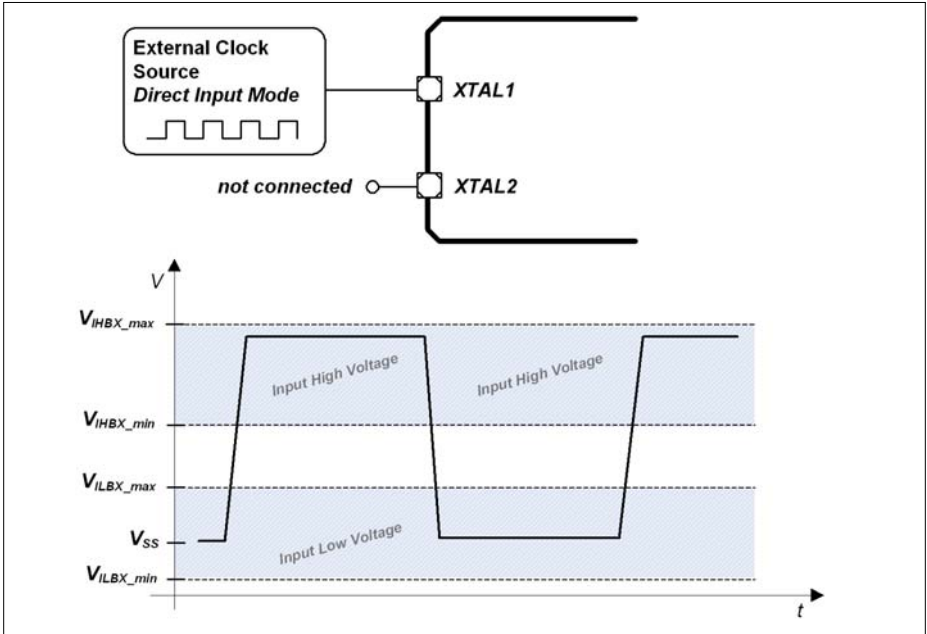 External Clock
Source
Direct Input Mode
XTAL1
not connected
XTAL2
V
VIHBX_max
Input High Voltage
Input High Voltage
VIHBX_min
VILBX_max
VSS
Input Low Voltage
VILBX_min
t